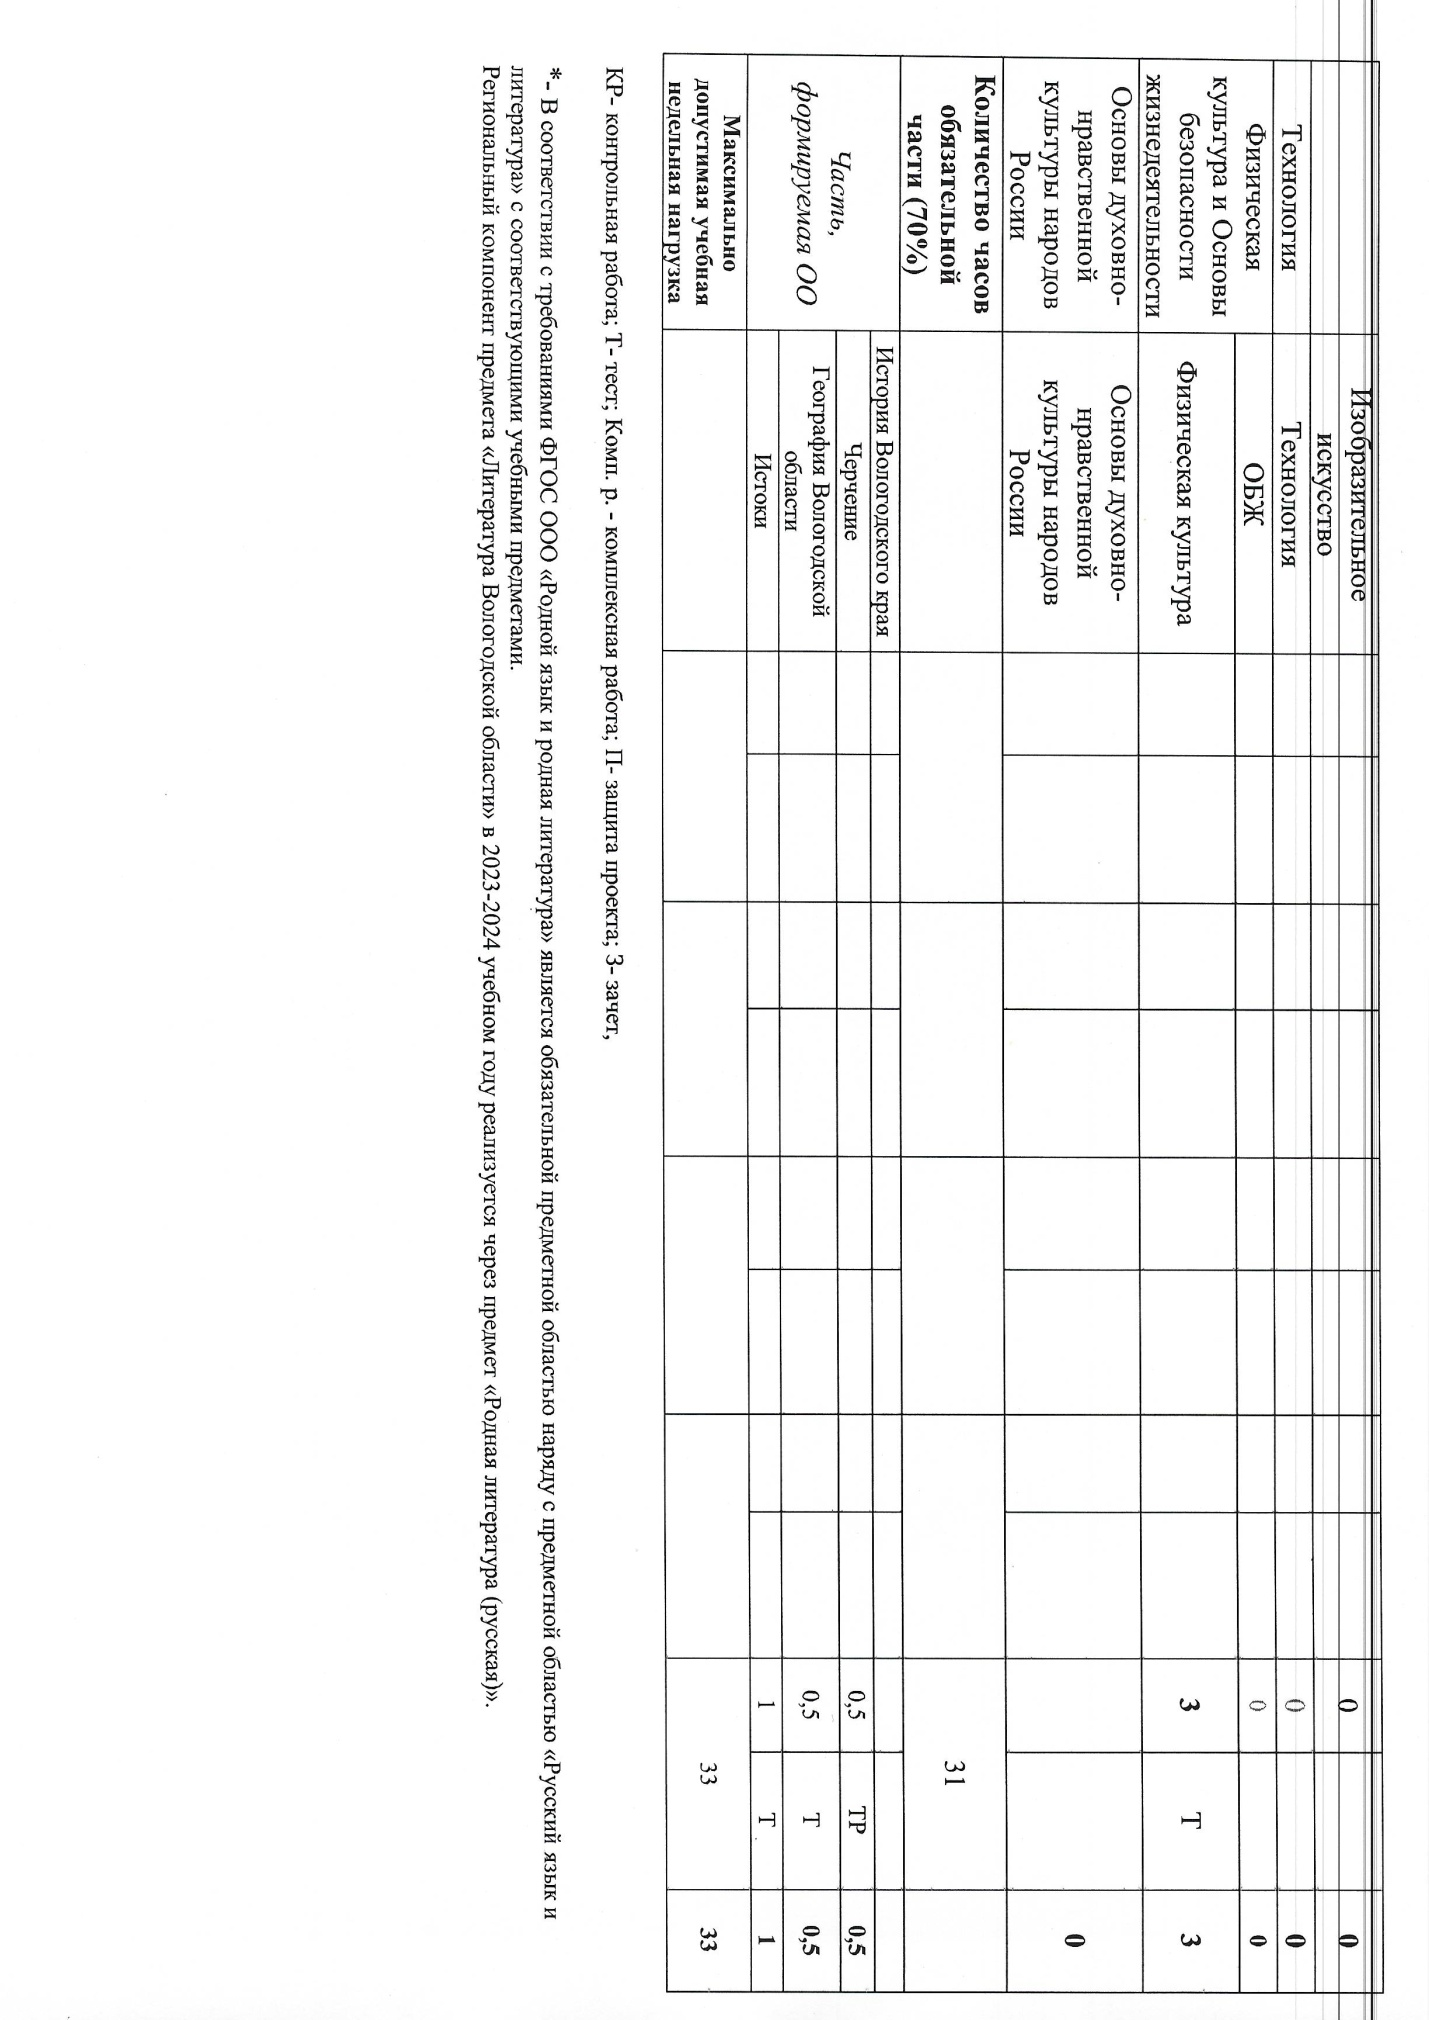 Изобразительное
искусство
0
0
Технология
Технология
0
0
Физическая
культура и Основы
безопасности
жизнедеятельности
ОБЖ
0
0
Физическая культура
3
Т
3
Основы духовно-
нравственной
культуры народов
России
Основы духовно-
нравственной
культуры народов
России
0
Количество часов
обязательной
части (70%)
31
Часть,
формируемая ОО
История Вологодского края
Черчение
0,5
ТР
0,5
География Вологодской
области
0,5
Т
0,5
Истоки
1
Т
1
Максимально
допустимая учебная
недельная нагрузка
33
33
КР- контрольная работа; Т- тест; Комп. р. - комплексная работа; П- защита проекта; З- зачет,
*- В соответствии с требованиями ФГОС ООО «Родной язык и родная литература» является обязательной предметной областью наряду с предметной областью «Русский язык и
литература» с соответствующими учебными предметами.
Региональный компонент предмета «Литература Вологодской области» в 2023-2024 учебном году реализуется через предмет «Родная литература (русская)».